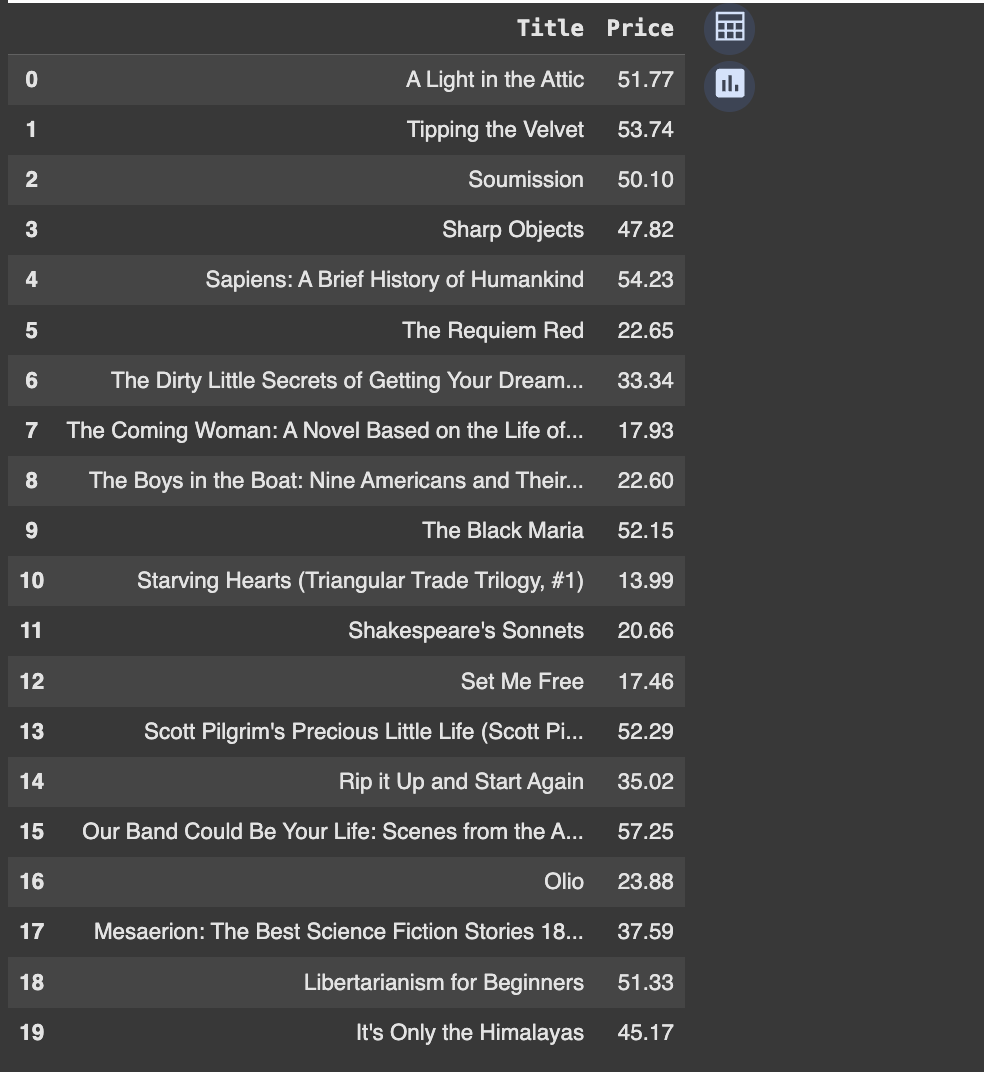 Title Price
0 A Light in the Attic 51.77
1 Tipping the Velvet 53.74
2 Soumission 50.10
3 Sharp Objects 47.82
4 Sapiens: A Brief History of Humankind 54.23
5 The Requiem Red 22.65
6 The Dirty Little Secrets of Getting Your Dream... 33.34
7 The Coming Woman: A Novel Based on the Life of... 17.93
8 The Boys in the Boat: Nine Americans and Their... 22.60
9 The Black Maria 52.15
10 Starving Hearts (Triangular Trade Trilogy, #1) 13.99
11 Shakespeare's Sonnets 20.66
12 Set Me Free 17.46
13 Scott Pilgrim's Precious Little Life (Scott Pi... 52.29
14 Rip it Up and Start Again 35.02
15 Our Band Could Be Your Life: Scenes from the A... 57.25
16 Olio 23.88
17 Mesaerion: The Best Science Fiction Stories 18... 37.59
18 Libertarianism for Beginners 51.33
19 It's Only the Himalayas 45.17